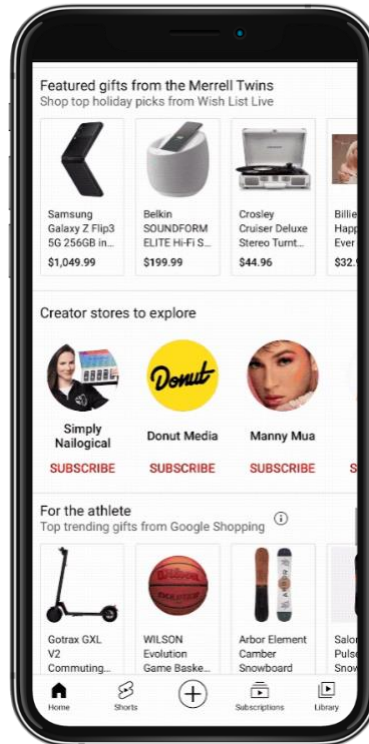 Featured gifts from the Merrell Twins
Shop top holiday picks from Wish List Live
Samsung
Galaxy Z Flip3
5G 256GB in...
$1,049.99
Belkin
SOUNDFORM
ELITE Hi-Fi S...
$199.99
Crosley
Cruiser Deluxe
Stereo Turnt...
$44.96
Billie
Happ
Ever
$32.
Creator stores to explore
Donut
Simply
Nailogical
Donut Media
Manny Mua
SUBSCRIBE
SUBSCRIBE
SUBSCRIBE
S
For the athlete
Top trending gifts from Google Shopping
Wilson
EVOLUTION
ARBOR
Gotrax GXL
V2
Commuting...
WILSON
Evolution
Game Baske...
Arbor Element
Camber
Snowboard
Salon
Pulse
Snow
Home
Shorts
Subscriptions
Library